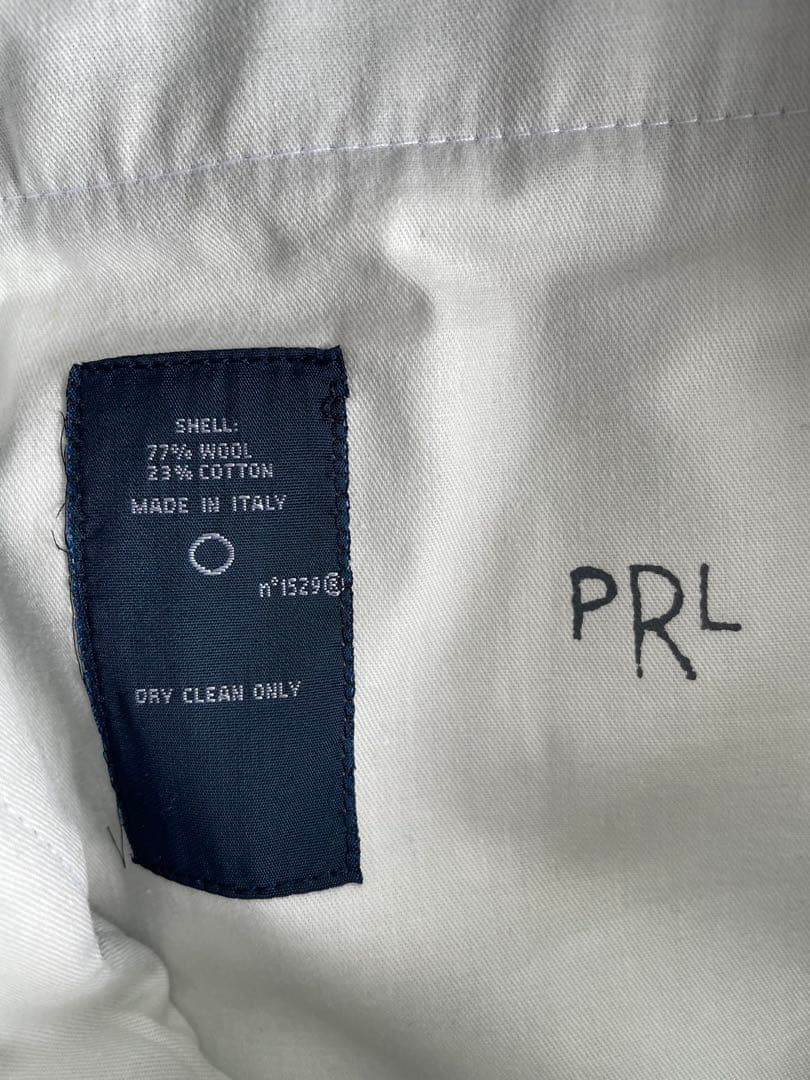 SHELL:
77% WOOL
23% COTTON
MADE IN ITALY
n°1529®
DRY CLEAN ONLY
PRL